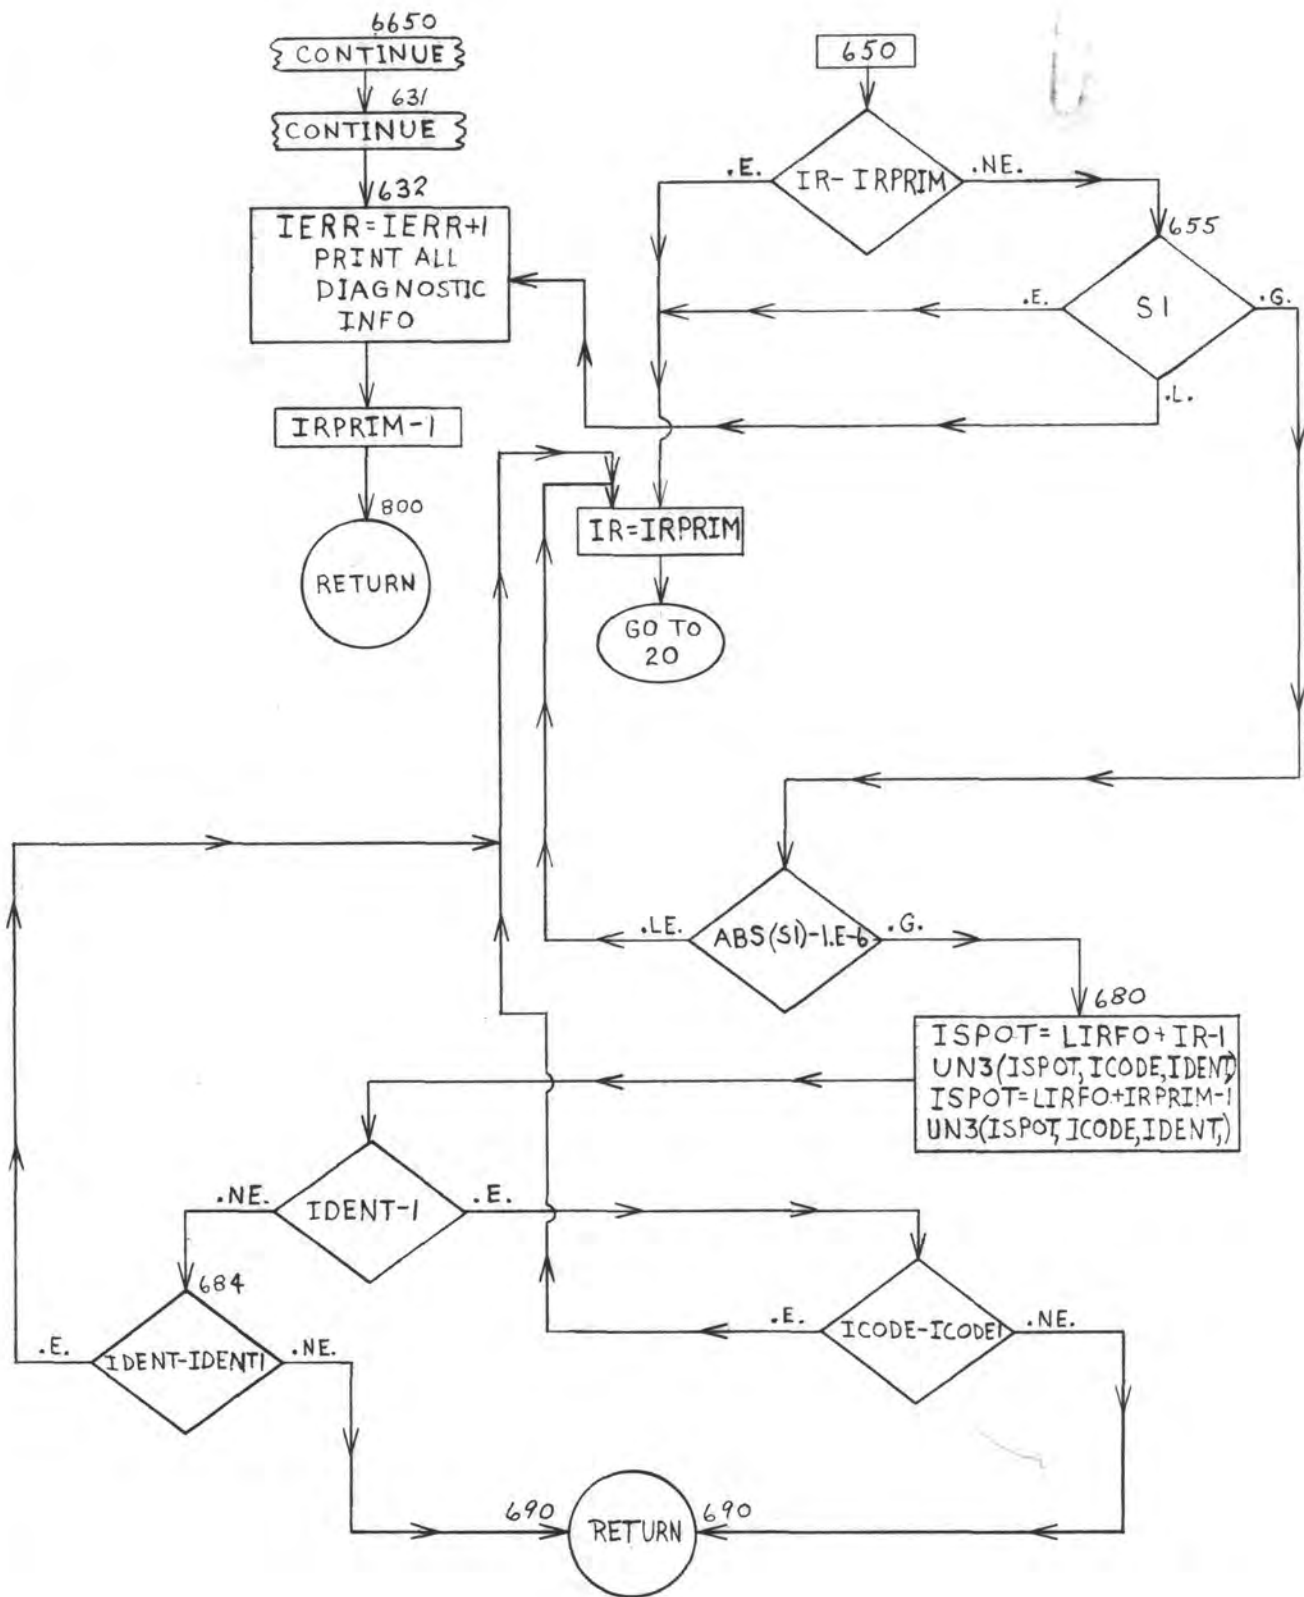 6650
CONTINUE
631
CONTINUE
632
IERR=IERR+1
PRINT ALL
DIAGNOSTIC
INFO
IRPRIM-1
800
RETURN
650
IR-IRPRIM
.E.
.NE.
655
S1
.E.
.G.
.L.
IR=IRPRIM
GO TO
20
ABS(S1)-1.E-6
.LE.
.G.
680
ISPOT= LIRFO+IR-1
UN3(ISPOT,ICODE,IDENT,)
ISPOT=LIRFO+IRPRIM-1
UN3(ISPOT,ICODE,IDENT,)
IDENT-1
.NE.
.E.
684
IDENT-IDENT1
.E.
.NE.
ICODE-ICODE1
.E.
.NE.
690
RETURN
690